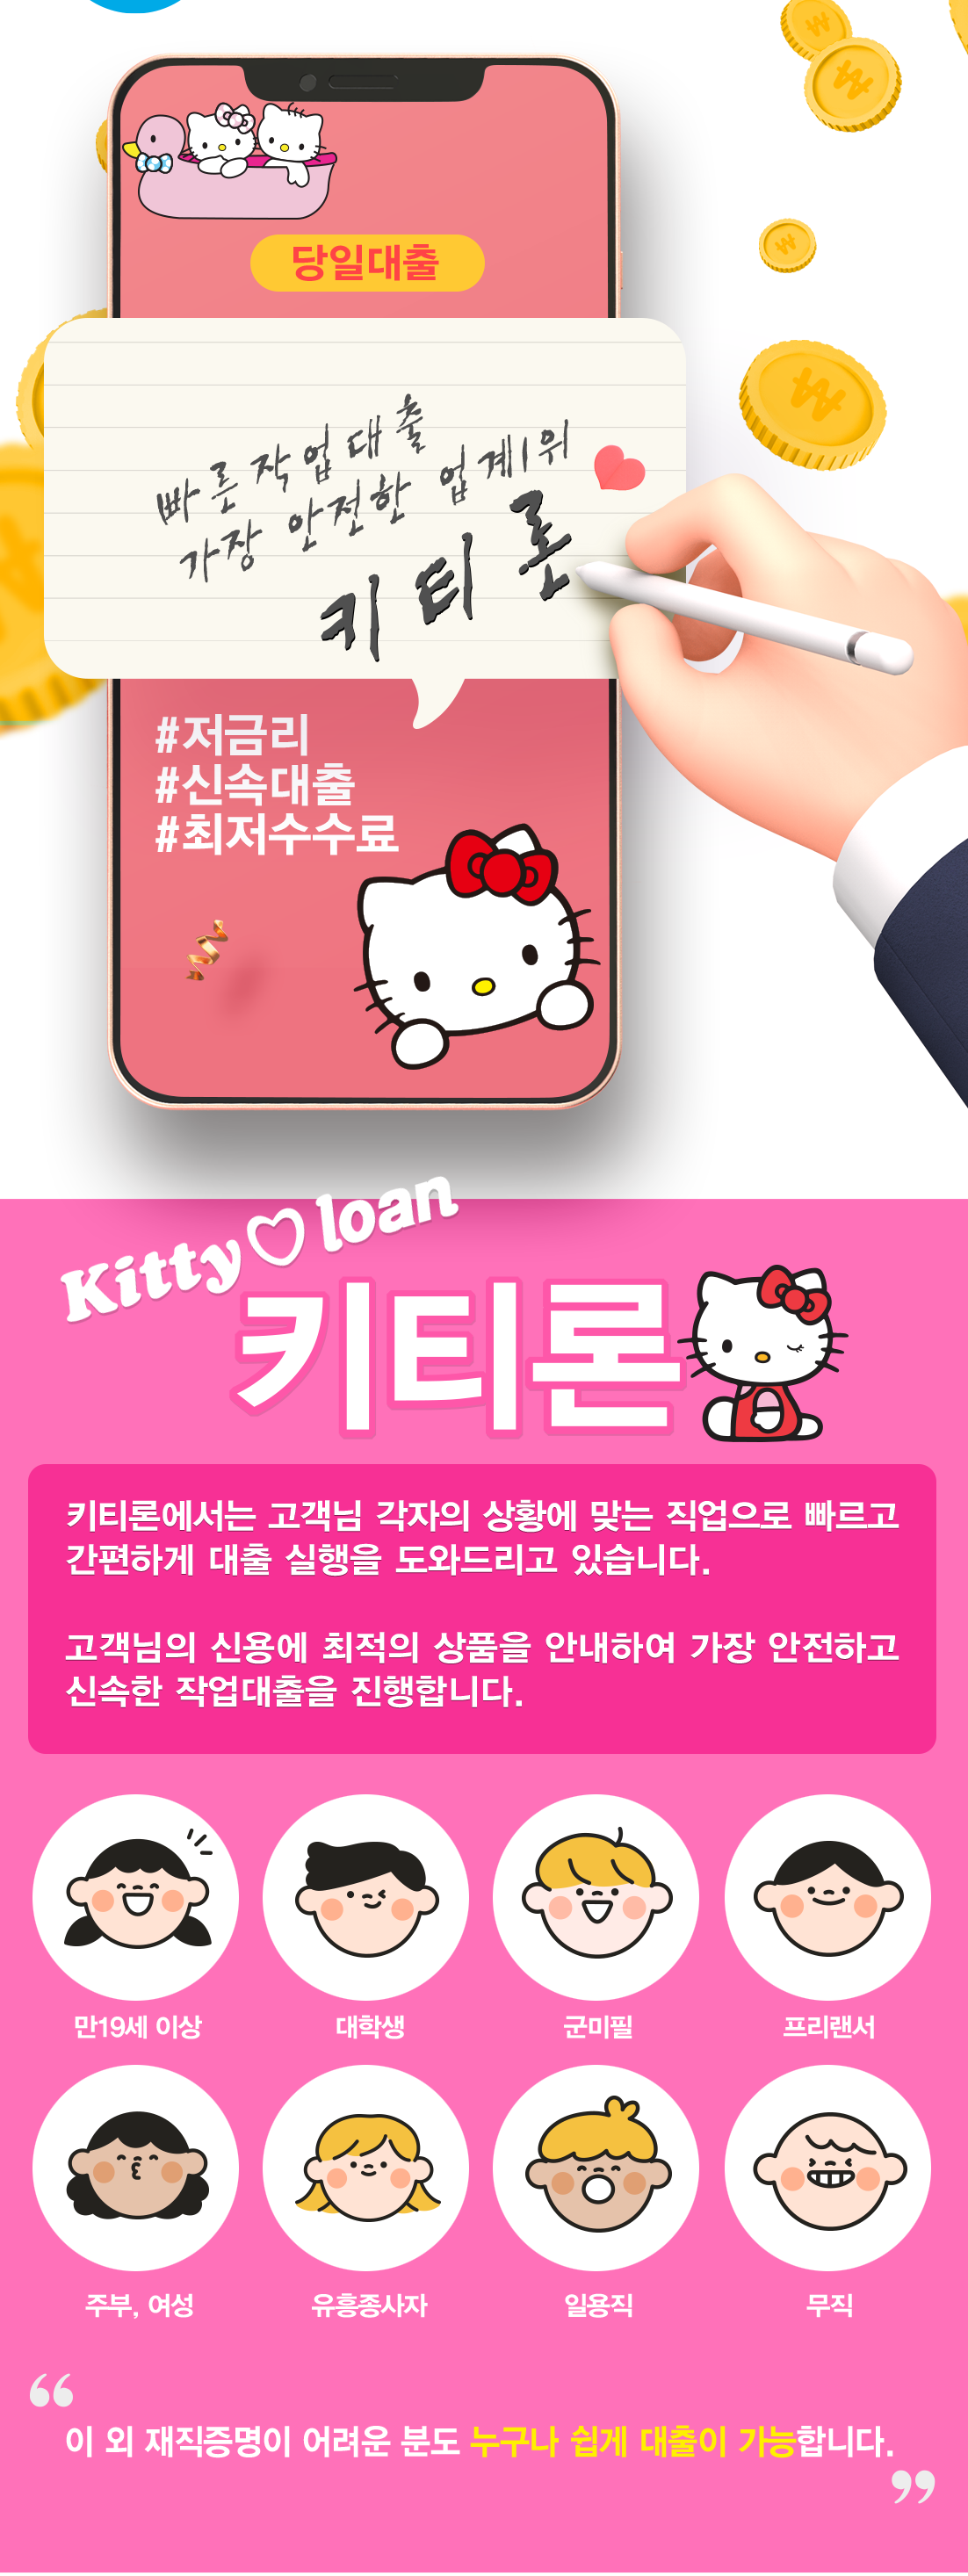 당일대출
빠른 작업대출
가장 안전한 업계1위
키티론
#저금리
#신속대출
#최저수수료
Kitty loan
키티론
키티론에서는 고객님 각자의 상황에 맞는 직업으로 빠르고
간편하게 대출 실행을 도와드리고 있습니다.
고객님의 신용에 최적의 상품을 안내하여 가장 안전하고
신속한 작업대출을 진행합니다.
만19세 이상
대학생
군미필
프리랜서
주부, 여성
유흥종사자
일용직
무직
“
이 외 재직증명이 어려운 분도 누구나 쉽게 대출이 가능합니다.
”